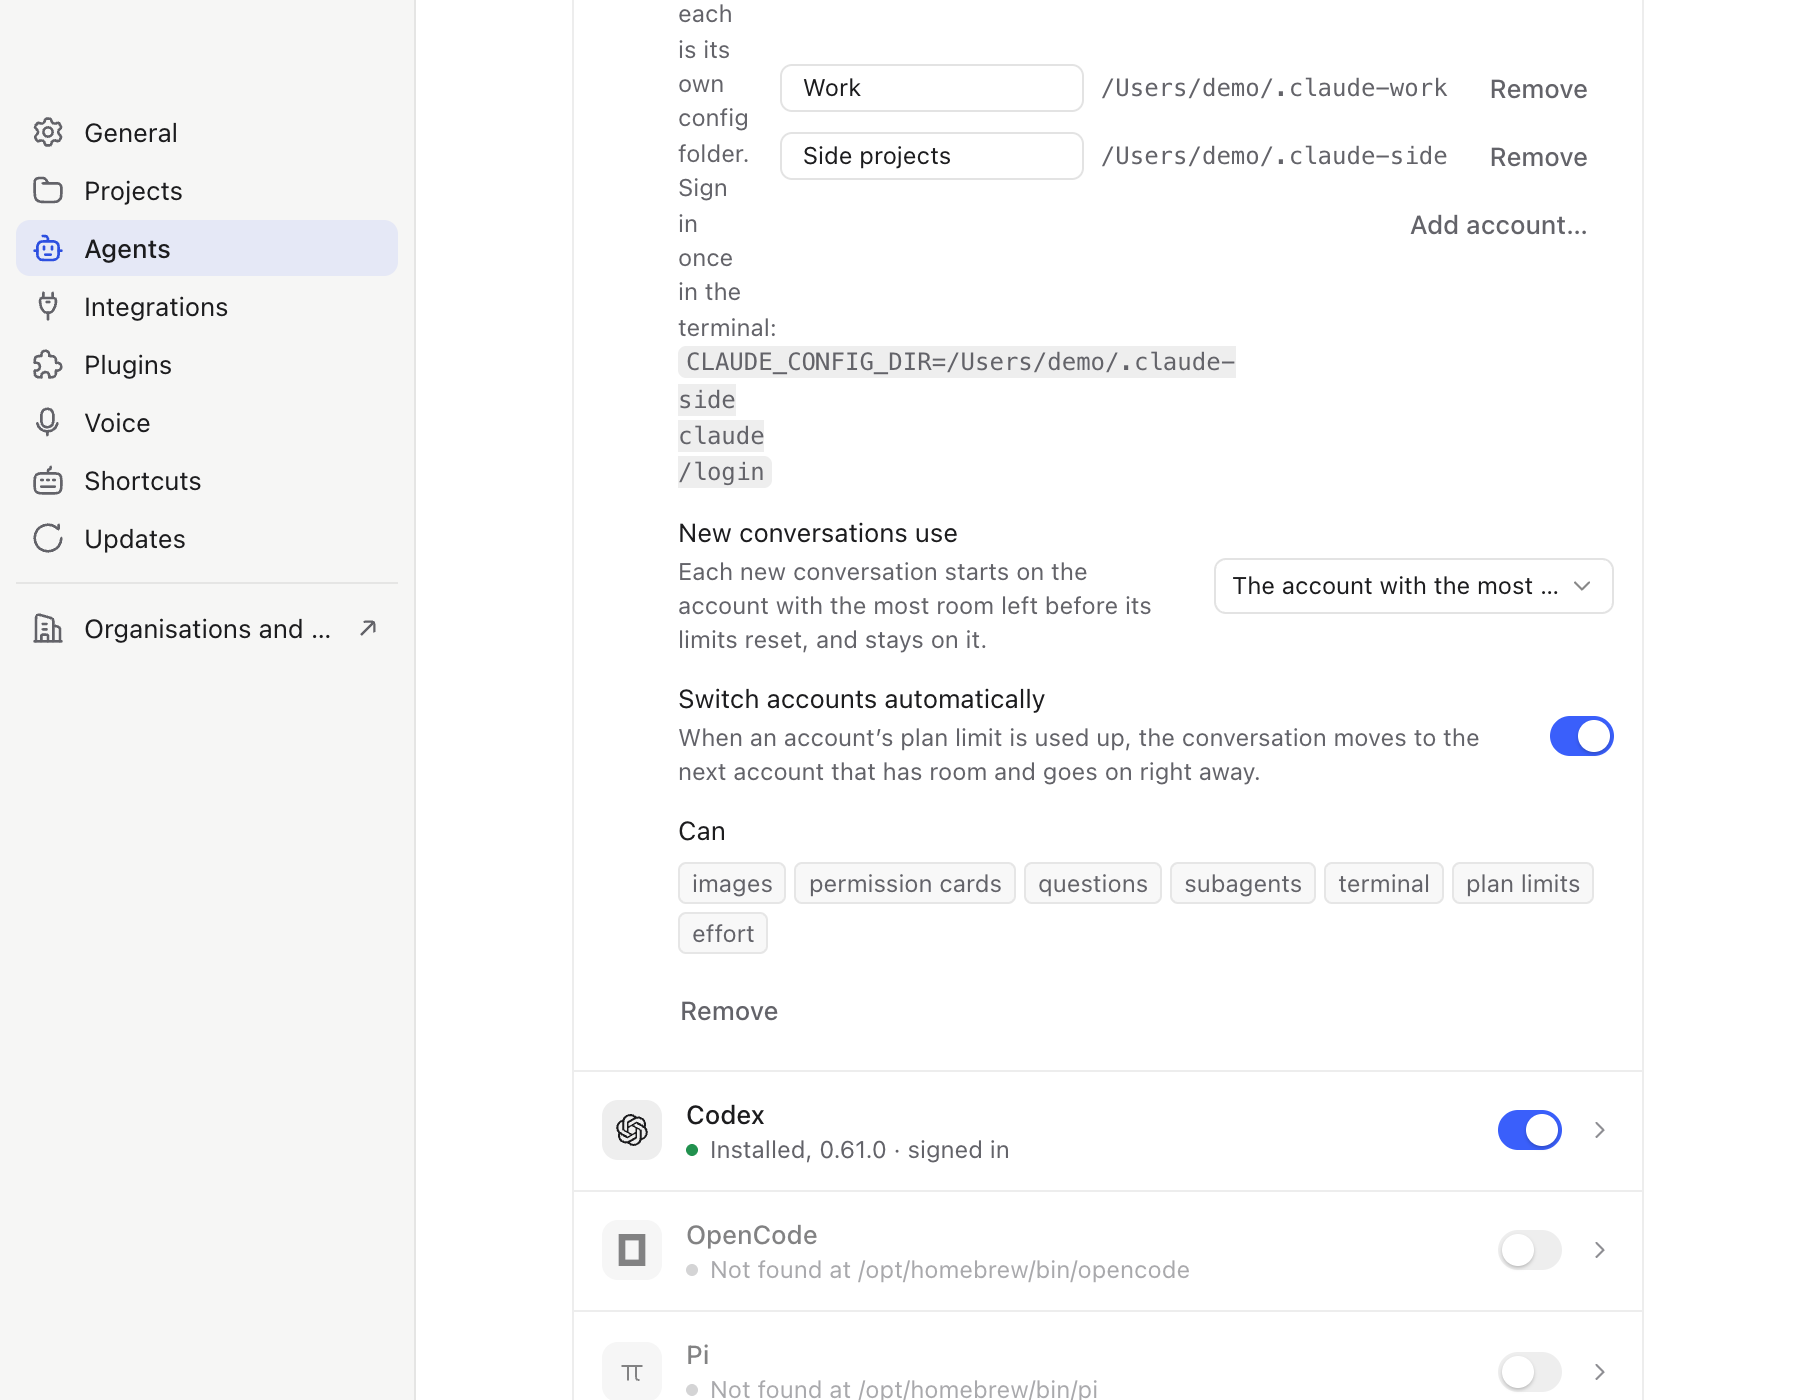 General
Projects
Agents
Integrations
Plugins
Voice
Shortcuts
Updates
Organisations and ...
each
is its
own
config
folder.
Sign
in
once
in the
terminal:
CLAUDE_CONFIG_DIR=/Users/demo/.claude-
side
claude
/login
Work /Users/demo/.claude-work Remove
Side projects /Users/demo/.claude-side Remove
Add account...
New conversations use
Each new conversation starts on the
account with the most room left before its
limits reset, and stays on it.
The account with the most ...
Switch accounts automatically
When an account’s plan limit is used up, the conversation moves to the
next account that has room and goes on right away.
Can
images permission cards questions subagents terminal plan limits
effort
Remove
Codex
Installed, 0.61.0 · signed in
OpenCode
Not found at /opt/homebrew/bin/opencode
π
Pi
Not found at /opt/homebrew/bin/pi